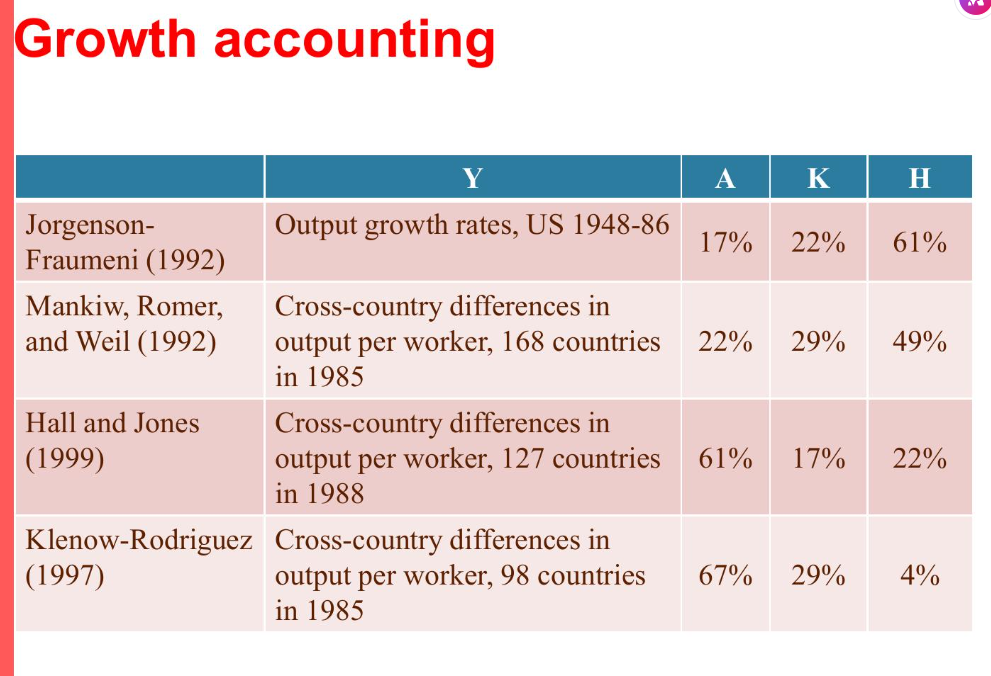 Growth accounting
Y A K H
Jorgenson-
Fraumeni (1992)
Output growth rates, US 1948-86
17% 22% 61%
Mankiw, Romer,
and Weil (1992)
Cross-country differences in
output per worker, 168 countries
in 1985
22% 29% 49%
Hall and Jones
(1999)
Cross-country differences in
output per worker, 127 countries
in 1988
61% 17% 22%
Klenow-Rodriguez
(1997)
Cross-country differences in
output per worker, 98 countries
in 1985
67% 29% 4%